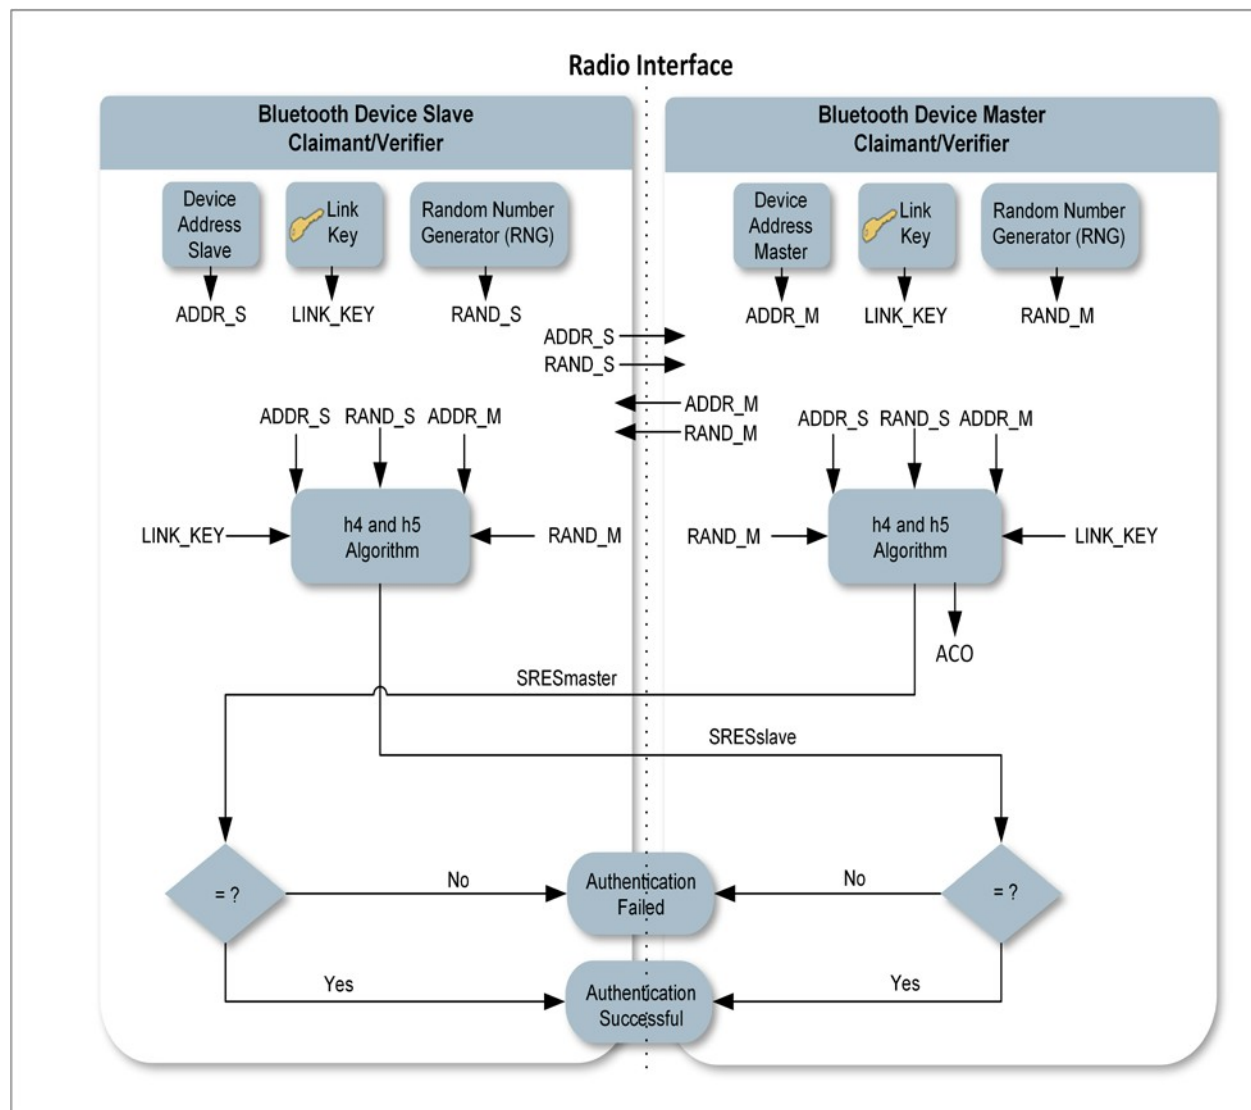 Radio Interface
Bluetooth Device Slave
Claimant/Verifier
Bluetooth Device Master
Claimant/Verifier
Device
Address
Slave
Link
Key
Random Number
Generator (RNG)
Device
Address
Master
Link
Key
Random Number
Generator (RNG)
ADDR_S
LINK_KEY
RAND_S
ADDR_M
LINK_KEY
RAND_M
ADDR_S
RAND_S
ADDR_M
RAND_M
ADDR_S
RAND_S
ADDR_M
ADDR_S
RAND_S
ADDR_M
LINK_KEY
h4 and h5
Algorithm
RAND_M
RAND_M
h4 and h5
Algorithm
LINK_KEY
ACO
SRESmaster
SRESslave
= ?
No
Authentication
Failed
No
= ?
Yes
Authentication
Successful
Yes